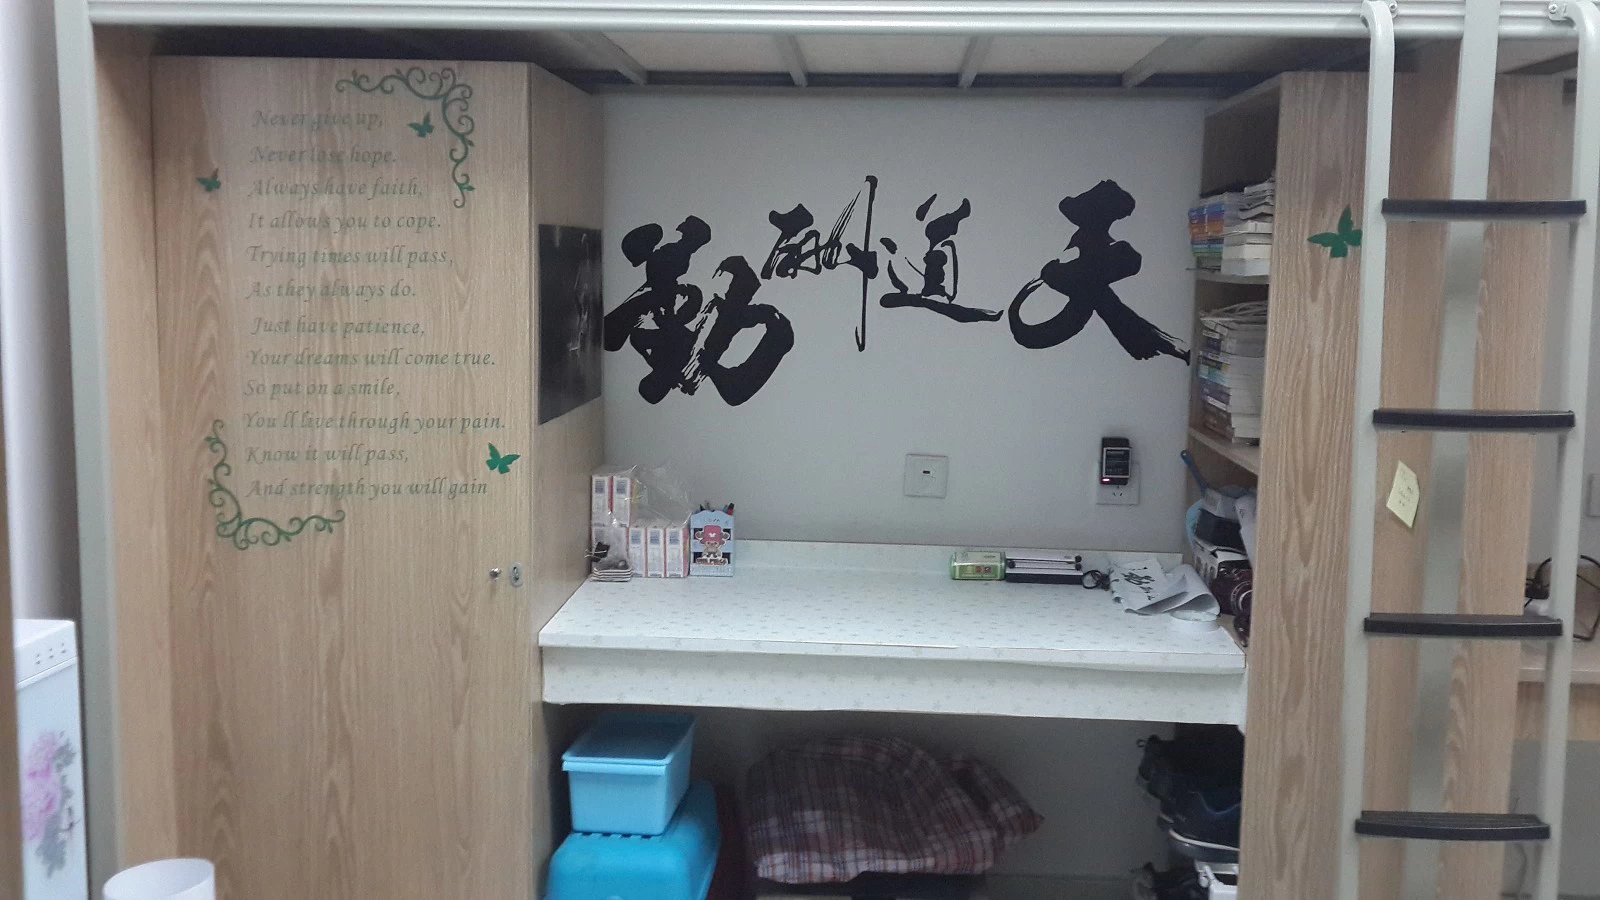 Never give up,
Never lose hope.
Always have faith,
It allows you to cope.
Trying times will pass,
As they always do.
Just have patience,
Your dreams will come true.
So put on a smile,
You'll live through your pain.
Know it will pass,
And strength you will gain
勤酬道天